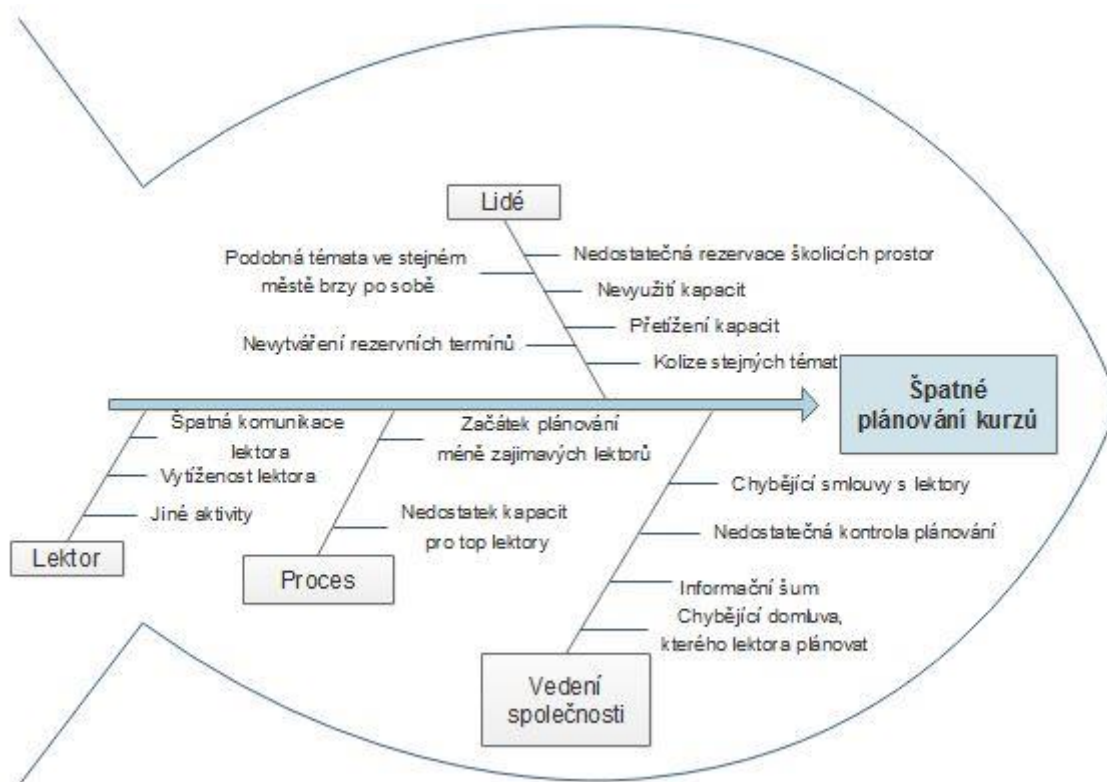 Lidé
Podobná témata ve stejném
městě brzy po sobě
Nevytváření rezervních termínů
Nedostatečná rezervace školicích prostor
Nevyužití kapacit
Přetížení kapacit
Kolize stejných témat
Špatné
plánování kurzů
Špatná komunikace
lektora
Vytíženost lektora
Jiné aktivity
Lektor
Začátek plánování
méně zajimavých lektorů
Nedostatek kapacit
pro top lektory
Proces
Chybějící smlouvy s lektory
Nedostatečná kontrola plánování
Informační šum
Chybějící domluva,
kterého lektora plánovat
Vedení
společnosti